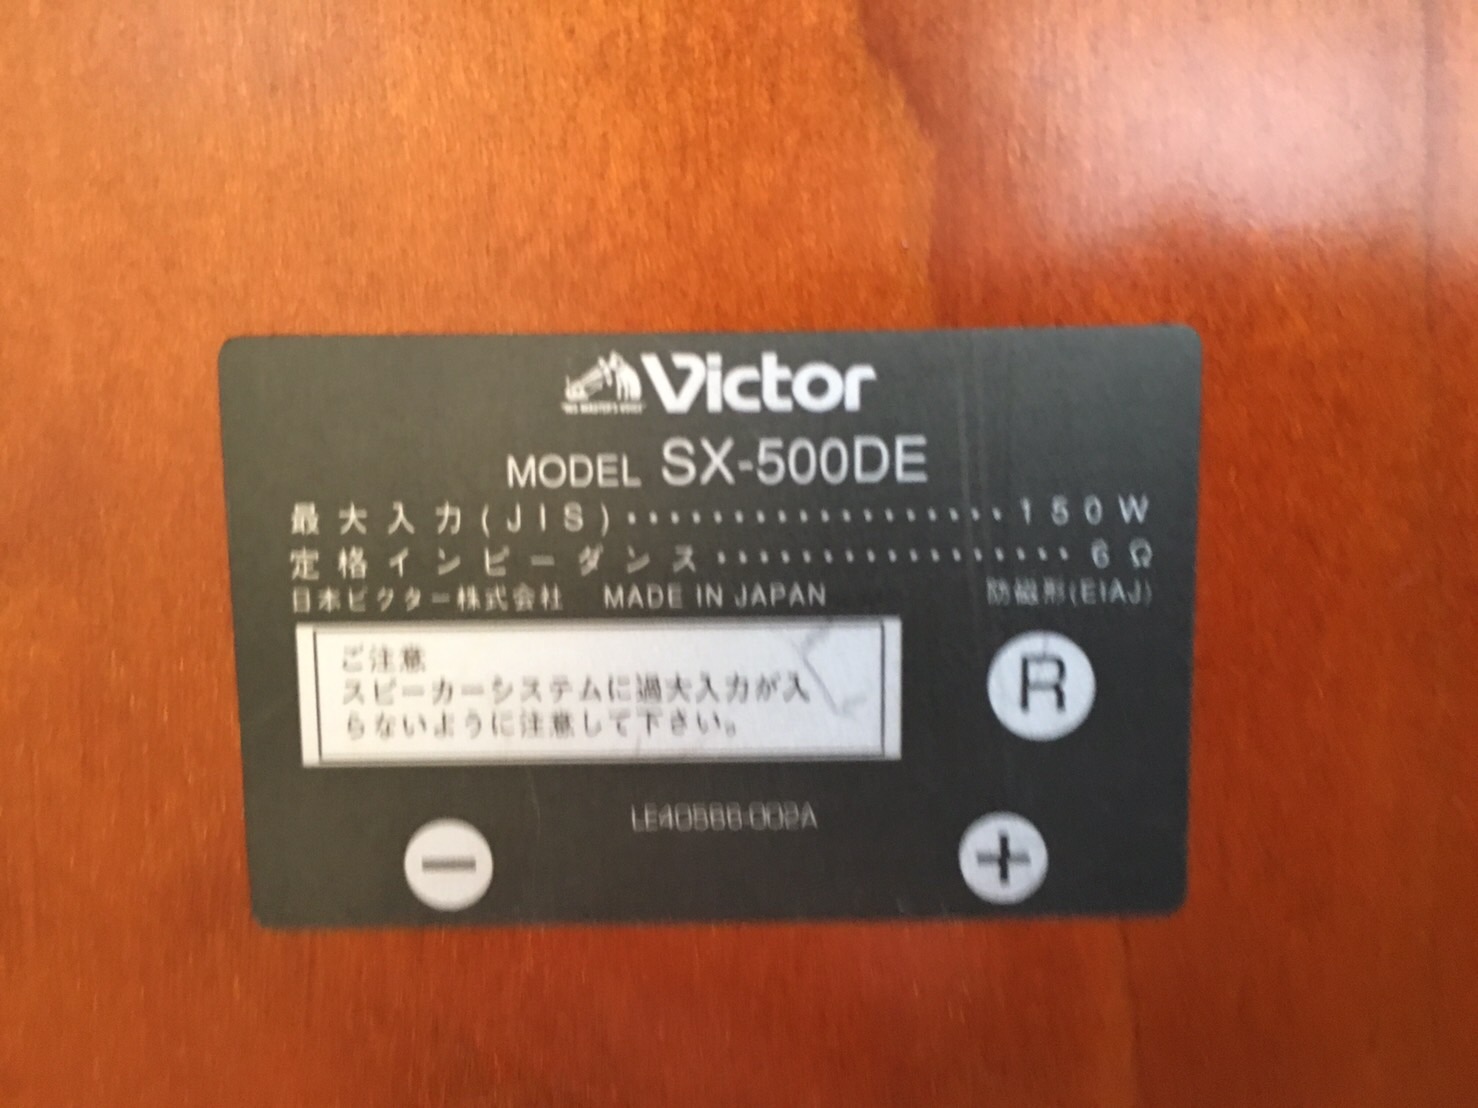 "HIS MASTER'S VOICE"
Victor
MODEL SX-500DE
最大入力(JIS)・・・・・・・・・・・・・・・・・・150W
定格インピーダンス・・・・・・・・・・・・・・・・・6Ω
日本ビクター株式会社 MADE IN JAPAN 防磁形(EIAJ)
ご注意
スピーカーシステムに過大入力が入
らないように注意して下さい。
R
LE40566-002A
− +